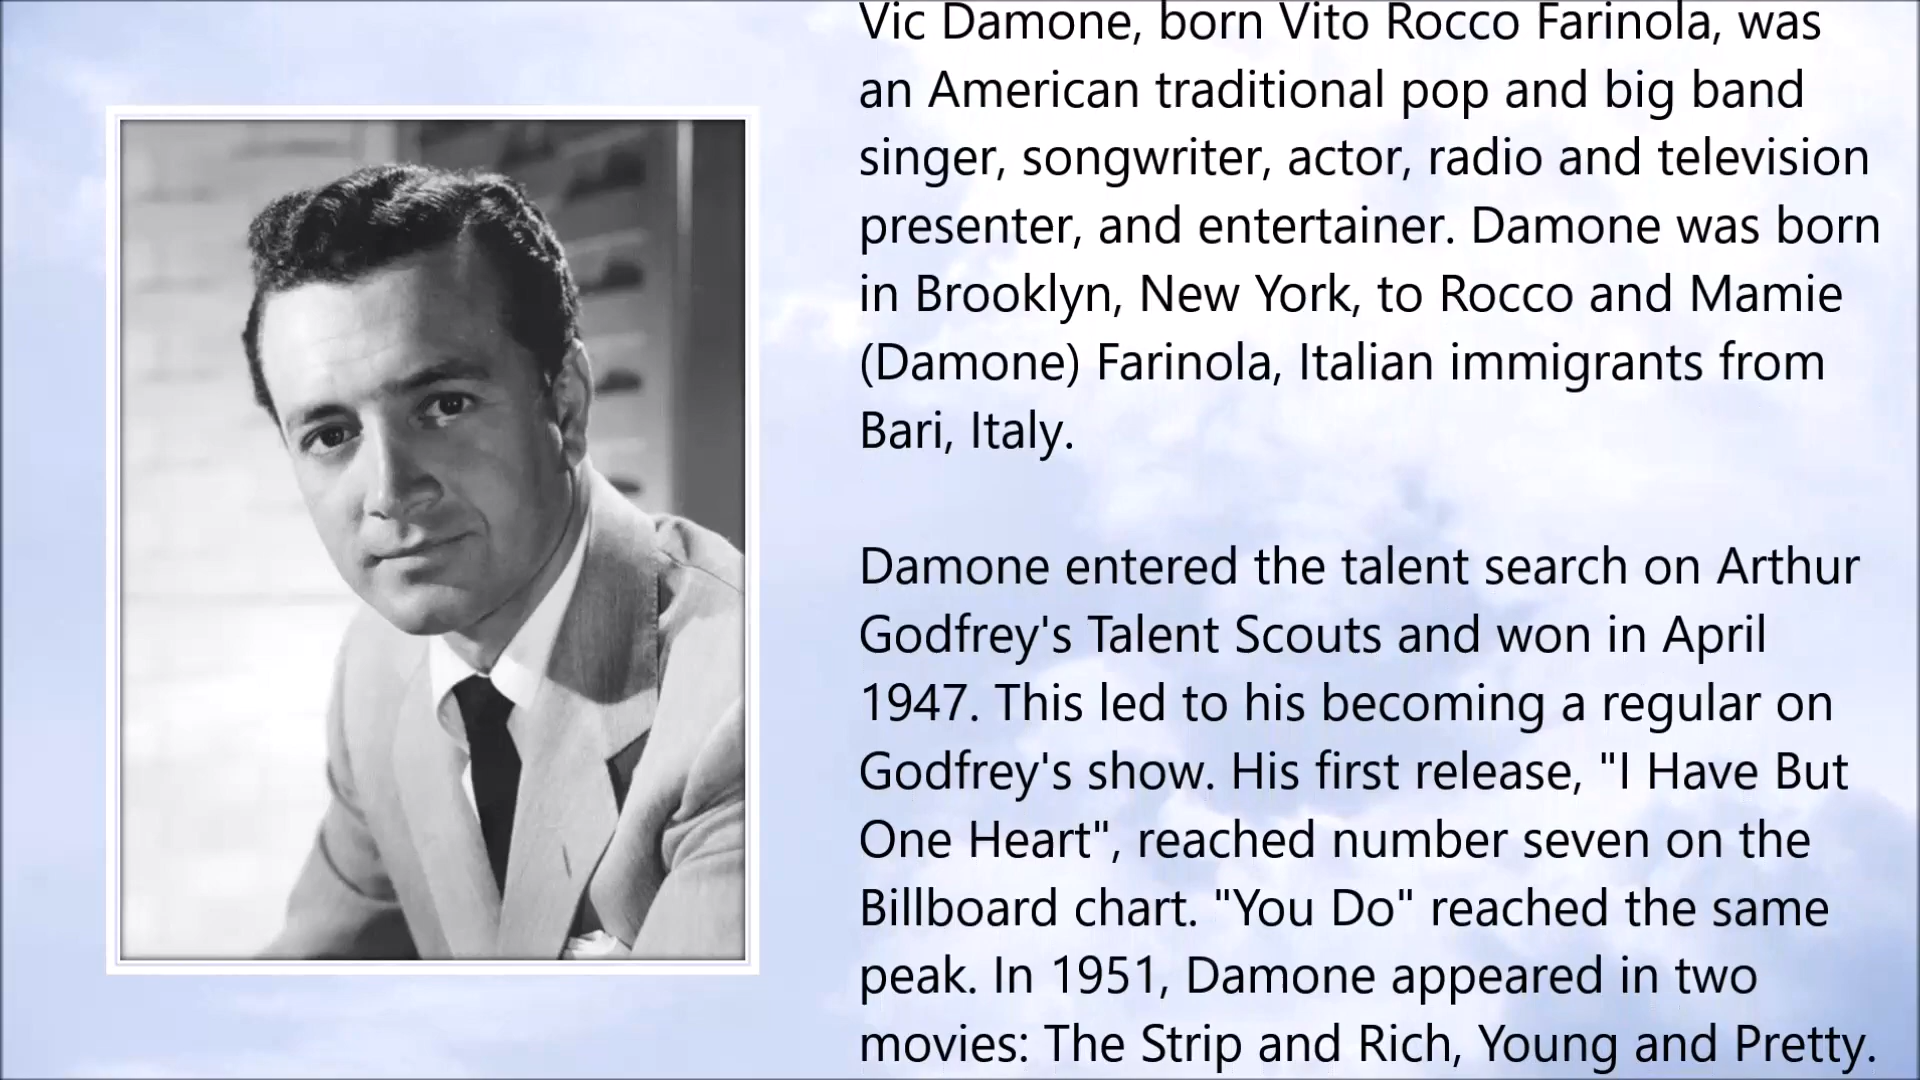 Vic Damone, born Vito Rocco Farinola, was
an American traditional pop and big band
singer, songwriter, actor, radio and television
presenter, and entertainer. Damone was born
in Brooklyn, New York, to Rocco and Mamie
(Damone) Farinola, Italian immigrants from
Bari, Italy.
Damone entered the talent search on Arthur
Godfrey's Talent Scouts and won in April
1947. This led to his becoming a regular on
Godfrey's show. His first release, "I Have But
One Heart", reached number seven on the
Billboard chart. "You Do" reached the same
peak. In 1951, Damone appeared in two
movies: The Strip and Rich, Young and Pretty.